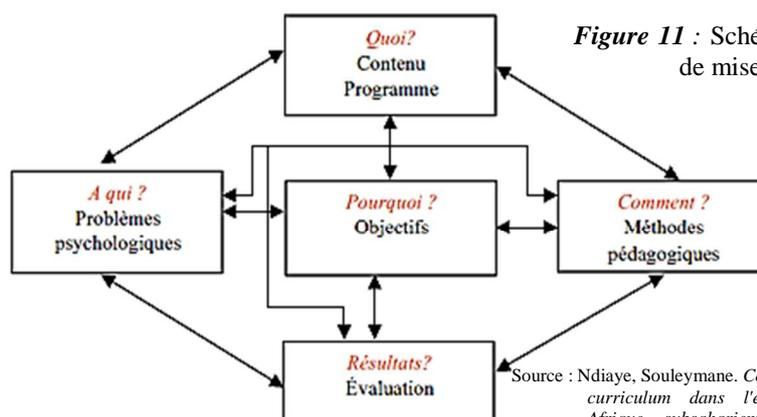 Figure 11 : Sché
de mise
Quoi?
Contenu
Programme
A qui ?
Problèmes
psychologiques
Pourquoi ?
Objectifs
Comment ?
Méthodes
pédagogiques
Résultats?
Évaluation
Source : Ndiaye, Souleymane.
curriculum dans l'e